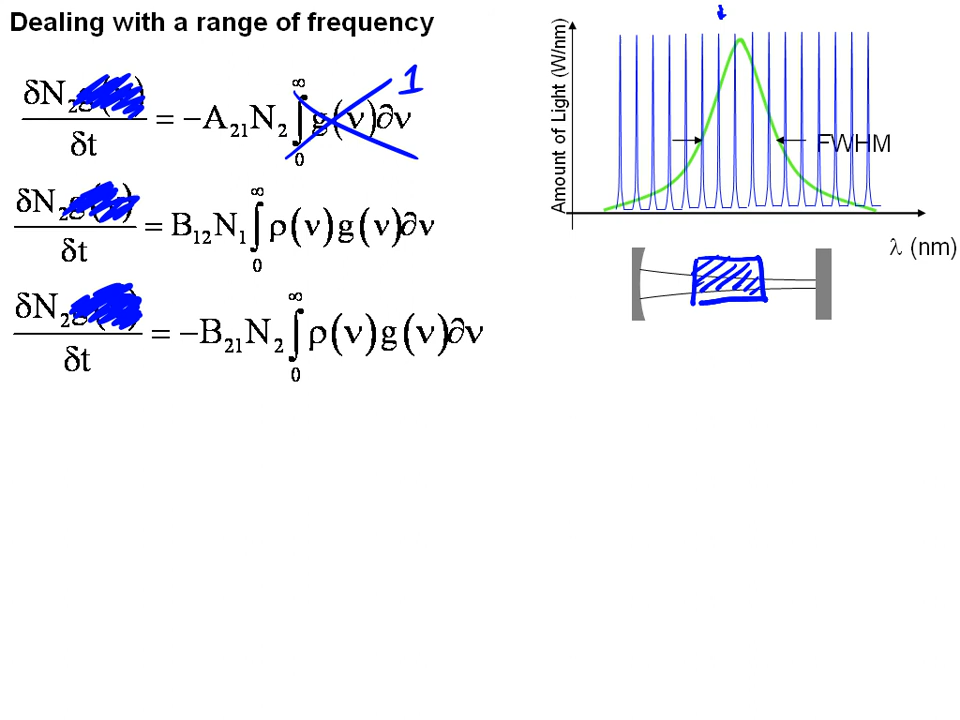 Dealing with a range of frequency
δN₂ / δt = −A₂₁N₂ ∫₀^∞ g(ν)∂ν 1
δN₂ / δt = B₁₂N₁ ∫₀^∞ ρ(ν)g(ν)∂ν
δN₂ / δt = −B₂₁N₂ ∫₀^∞ ρ(ν)g(ν)∂ν
Amount of Light (W/nm)
FWHM
λ (nm)